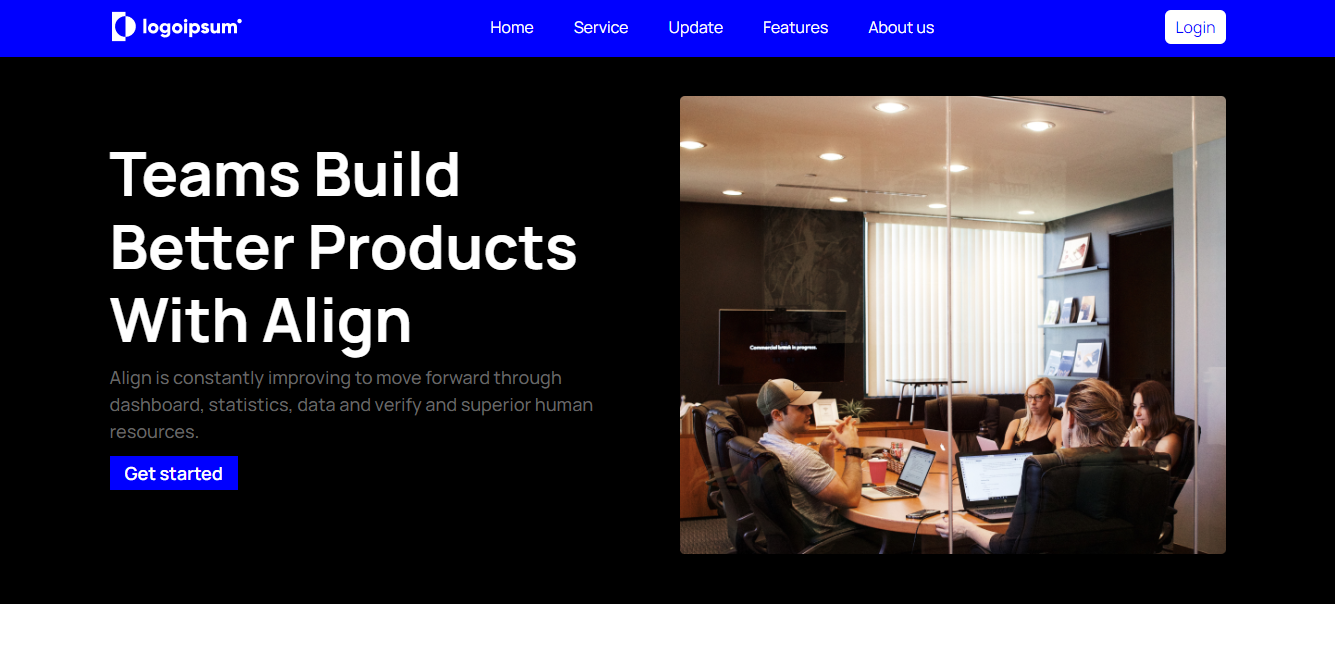 logoipsum
Home
Service
Update
Features
About us
Login
Teams Build
Better Products
With Align
Align is constantly improving to move forward through
dashboard, statistics, data and verify and superior human
resources.
Get started
Commercial break in progress.